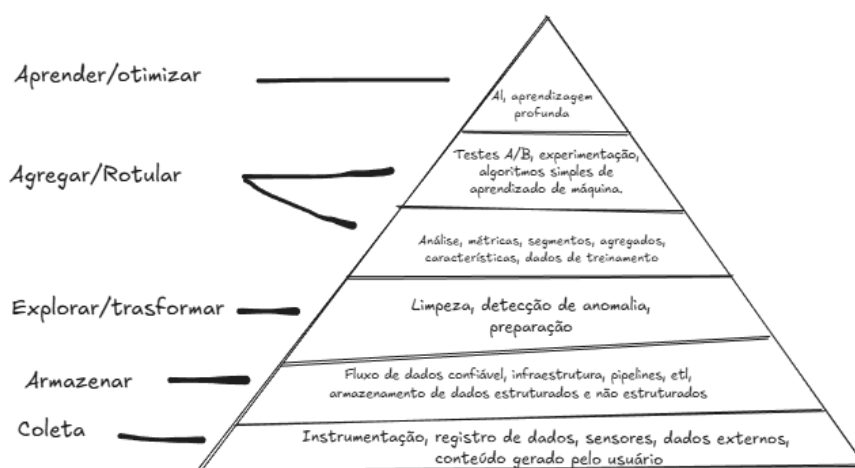 Aprender/otimizar
AI, aprendizagem
profunda
Agregar/Rotular
Testes A/B, experimentação,
algoritmos simples de
aprendizado de máquina.
Análise, métricas, segmentos, agregados,
características, dados de treinamento
Explorar/trasformar
Limpeza, detecção de anomalia,
preparação
Armazenar
Fluxo de dados confiável, infraestrutura, pipelines, etl,
armazenamento de dados estruturados e não estruturados
Coleta
Instrumentação, registro de dados, sensores, dados externos,
conteúdo gerado pelo usuário